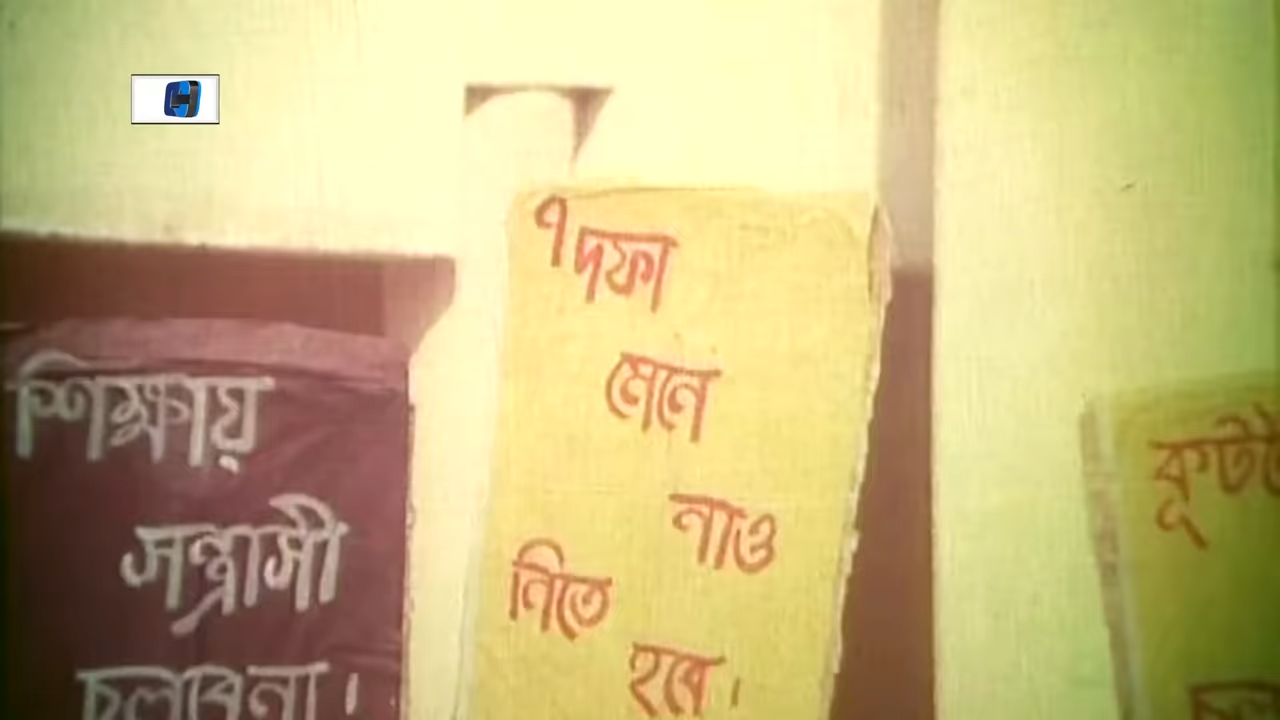 শিক্ষায়
সন্ত্রাসী
চলবেনা।
৭ দফা
মেনে
নাও
নিতে
হবে।